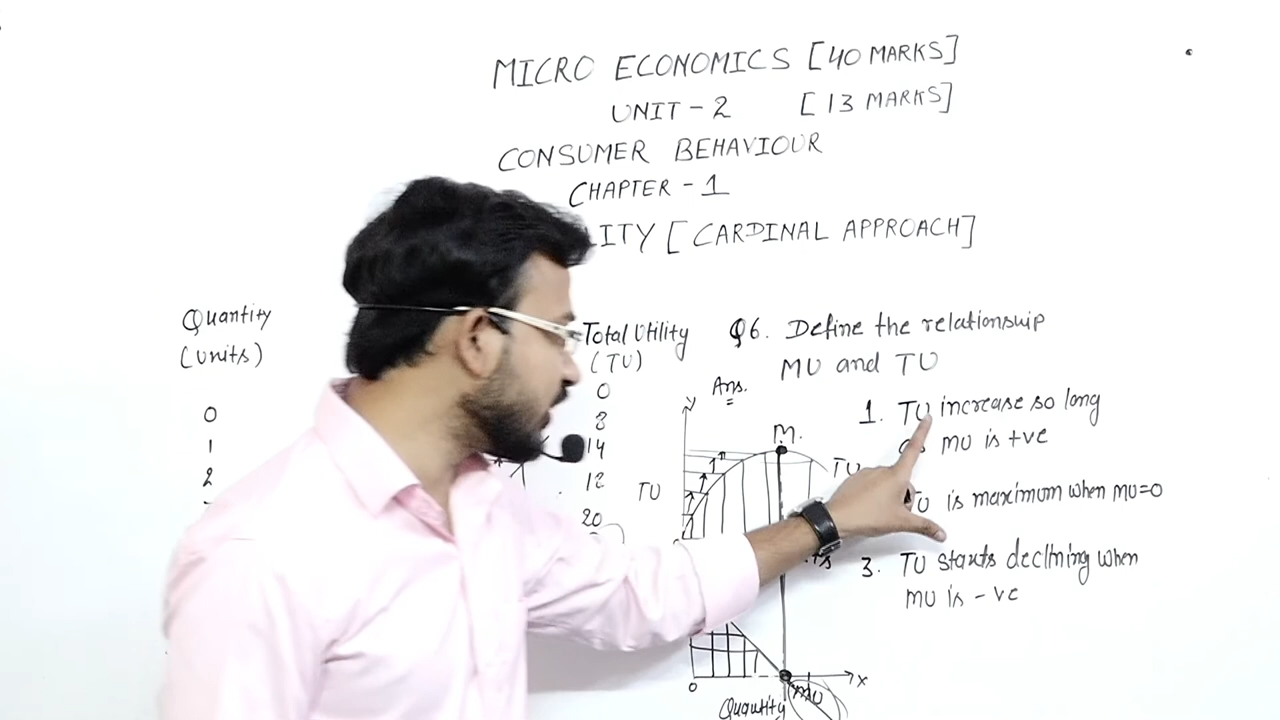 MICRO ECONOMICS [40 MARKS]
UNIT - 2 [13 MARKS]
CONSUMER BEHAVIOUR
CHAPTER - 1
LITY [CARDINAL APPROACH]
Quantity
(units)
0
1
2
Total Utility
(TU)
0
8
14
12
20
Q6. Define the relationship
MU and TU
Ans.
1. TU increase so long
MU is +ve
TU is maximum when MU=0
3. TU starts declining when
MU is -ve
Y
M.
TU
TU
0
Quantity
MU
X